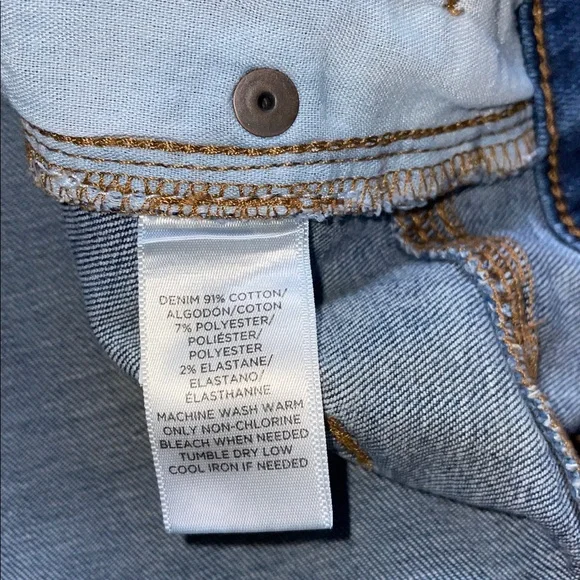 DENIM 91% COTTON/
ALGODÓN/COTON
7% POLYESTER/
POLIÉSTER/
POLYESTER
2% ELASTANE/
ELASTANO/
ÉLASTHANNE
MACHINE WASH WARM
ONLY NON-CHLORINE
BLEACH WHEN NEEDED
TUMBLE DRY LOW
COOL IRON IF NEEDED